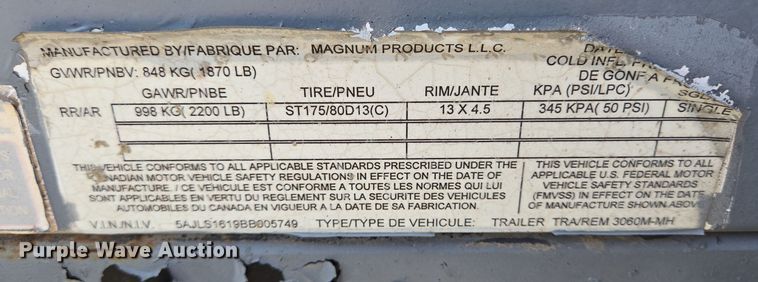 MANUFACTURED BY/FABRIQUE PAR: MAGNUM PRODUCTS L.L.C. DATE
GVWR/PNBV: 848 KG( 1870 LB) COLD INFL. PR
DE GONFA P
GAWR/PNBE TIRE/PNEU RIM/JANTE KPA (PSI/LPC)
RR/AR 998 KG( 2200 LB) ST175/80D13(C) 13 X 4.5 345 KPA( 50 PSI) SINGLE
THIS VEHICLE CONFORMS TO ALL APPLICABLE STANDARDS PRESCRIBED UNDER THE
NADIAN MOTOR VEHICLE SAFETY REGULATIONS IN EFFECT ON THE DATE OF
MANUFACTURE. / CE VEHICULE EST CONFORME A TOUTES LES NORMES QUI LUI
SONT APPLICABLES EN VERTU DU REGLEMENT SUR LA SECURITE DES VEHICULES
AUTOMOBILES DU CANADA EN VIGUEUR A LA DATE DE SA FABRICATION.
THIS VEHICLE CONFORMS TO ALL
APPLICABLE U.S. FEDERAL MOTOR
VEHICLE SAFETY STANDARDS
(FMVSS) IN EFFECT ON THE DATE
OF MANUFACTURE SHOWN ABOVE.
V.I.N./N.I.V. 5AJLS1619BB005749 TYPE/TYPE DE VEHICULE: TRAILER TRA/REM 3060M-MH
Purple Wave Auction